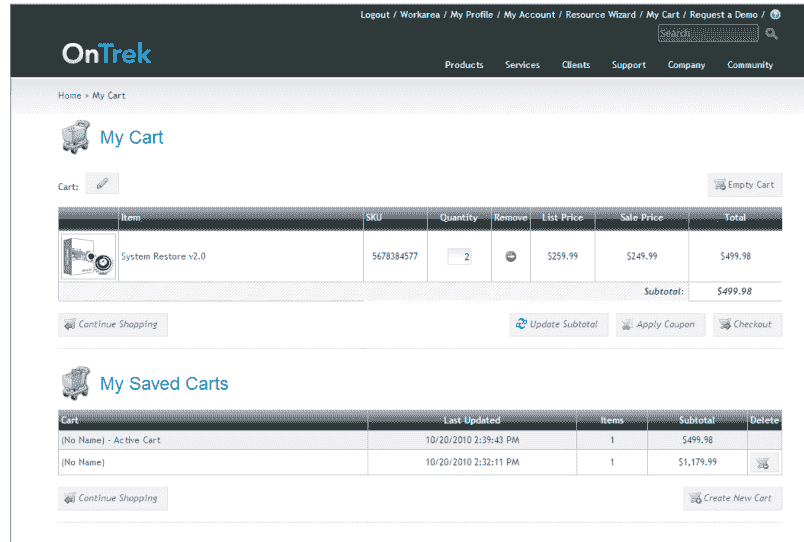 Logout / Workarea / My Profile / My Account / Resource Wizard / My Cart / Request a Demo /
Search
OnTrek
Products Services Clients Support Company Community
Home » My Cart
My Cart
Cart:
Empty Cart
Item SKU Quantity Remove List Price Sale Price Total
System Restore v2.0 5678384577 2 $259.99 $249.99 $499.98
Subtotal: $499.98
Continue Shopping Update Subtotal Apply Coupon Checkout
My Saved Carts
Cart Last Updated Items Subtotal Delete
(No Name) - Active Cart 10/20/2010 2:39:43 PM 1 $499.98
(No Name) 10/20/2010 2:32:11 PM 1 $1,179.99
Continue Shopping Create New Cart